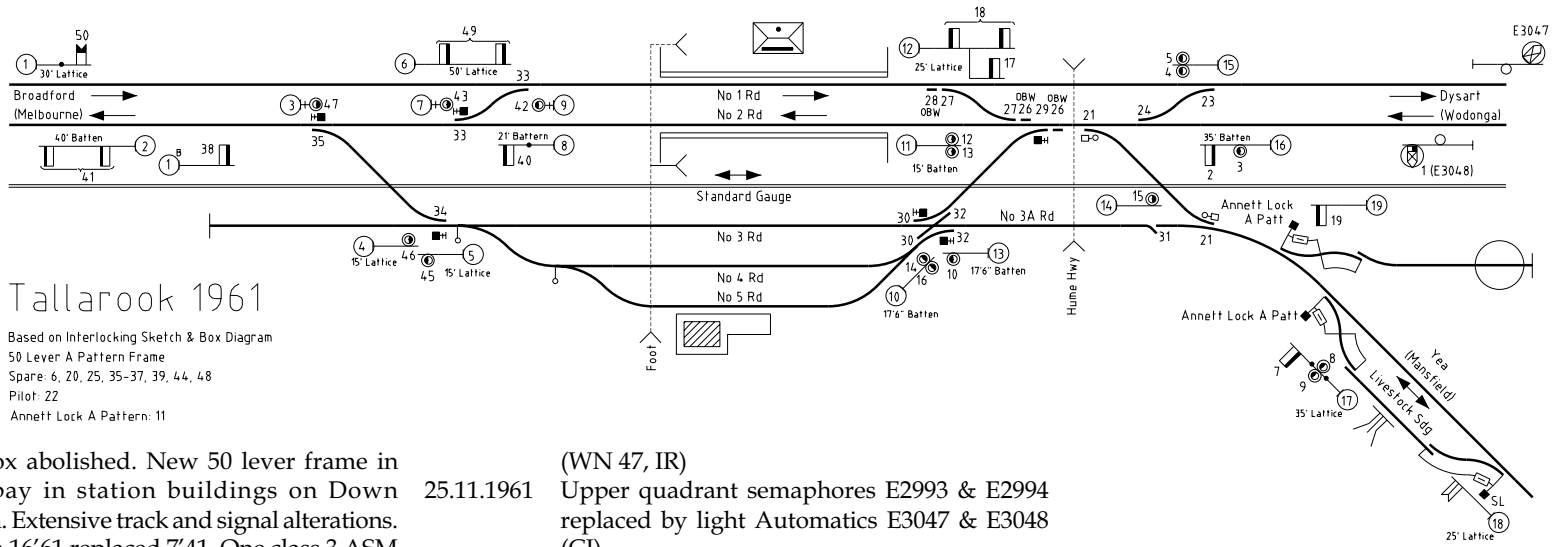 50
1
30' Lattice
49
6
50' Lattice
33
18
12
25' Lattice
17
5
4
15
E3047
Broadford
(Melbourne)
3
47
7
43
42
9
No 1 Rd
No 2 Rd
28
27
OBW
OBW
OBW
27
26
29
26
21
24
23
Dysart
(Wodonga)
35
33
40' Batten
2
41
B
1
38
21' Battern
8
40
11
12
13
15' Batten
35' Batten
16
2
3
1 (E3048)
Standard Gauge
34
4
46
15' Lattice
5
45
15' Lattice
No 3 Rd
30
30
32
32
No 3A Rd
14
15
31
21
Annett Lock
A Patt
19
19
No 4 Rd
No 5 Rd
14
16
10
17'6" Batten
10
13
17'6" Batten
Foot
Hume Hwy
Annett Lock A Patt
7
8
9
17
35' Lattice
Livestock Sdg
Yea
(Mansfield)
SL
18
25' Lattice
Tallarook 1961
Based on Interlocking Sketch & Box Diagram
50 Lever A Pattern Frame
Spare: 6, 20, 25, 35-37, 39, 44, 48
Pilot: 22
Annett Lock A Pattern: 11
ox abolished. New 50 lever frame in
bay in station buildings on Down
. Extensive track and signal alterations.
16'61 replaced 7'41. One class 3 ASM
(WN 47, IR)
25.11.1961 Upper quadrant semaphores E2993 & E2994
replaced by light Automatics E3047 & E3048